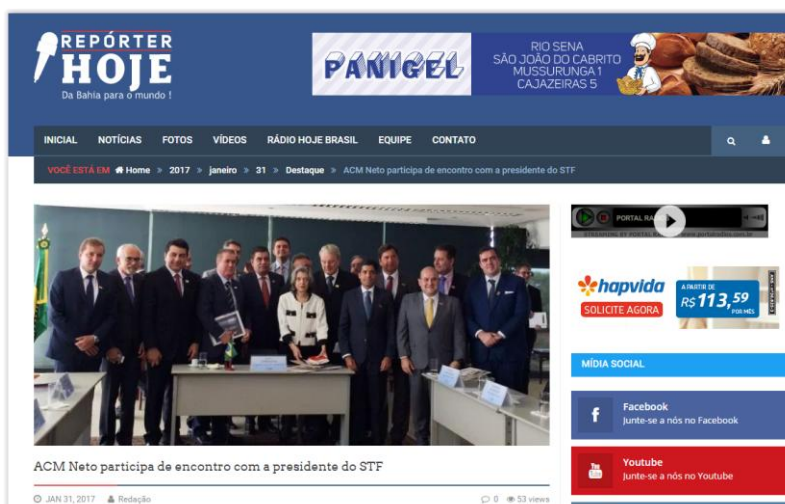 REPÓRTER
HOJE
Da Bahia para o mundo !
PANIGEL
RIO SENA
SÃO JOÃO DO CABRITO
MUSSURUNGA 1
CAJAZEIRAS 5
INICIAL NOTÍCIAS FOTOS VÍDEOS RÁDIO HOJE BRASIL EQUIPE CONTATO
VOCÊ ESTÁ EM Home » 2017 » janeiro » 31 » Destaque » ACM Neto participa de encontro com a presidente do STF
PORTAL
STREAMING BY PORTAL
hapvida
SOLICITE AGORA
A PARTIR DE
R$ 113,59
POR MÊS
MÍDIA SOCIAL
Facebook
Junte-se a nós no Facebook
Youtube
Junte-se a nós no Youtube
ACM Neto participa de encontro com a presidente do STF
JAN 31, 2017 Redação 0 53 views